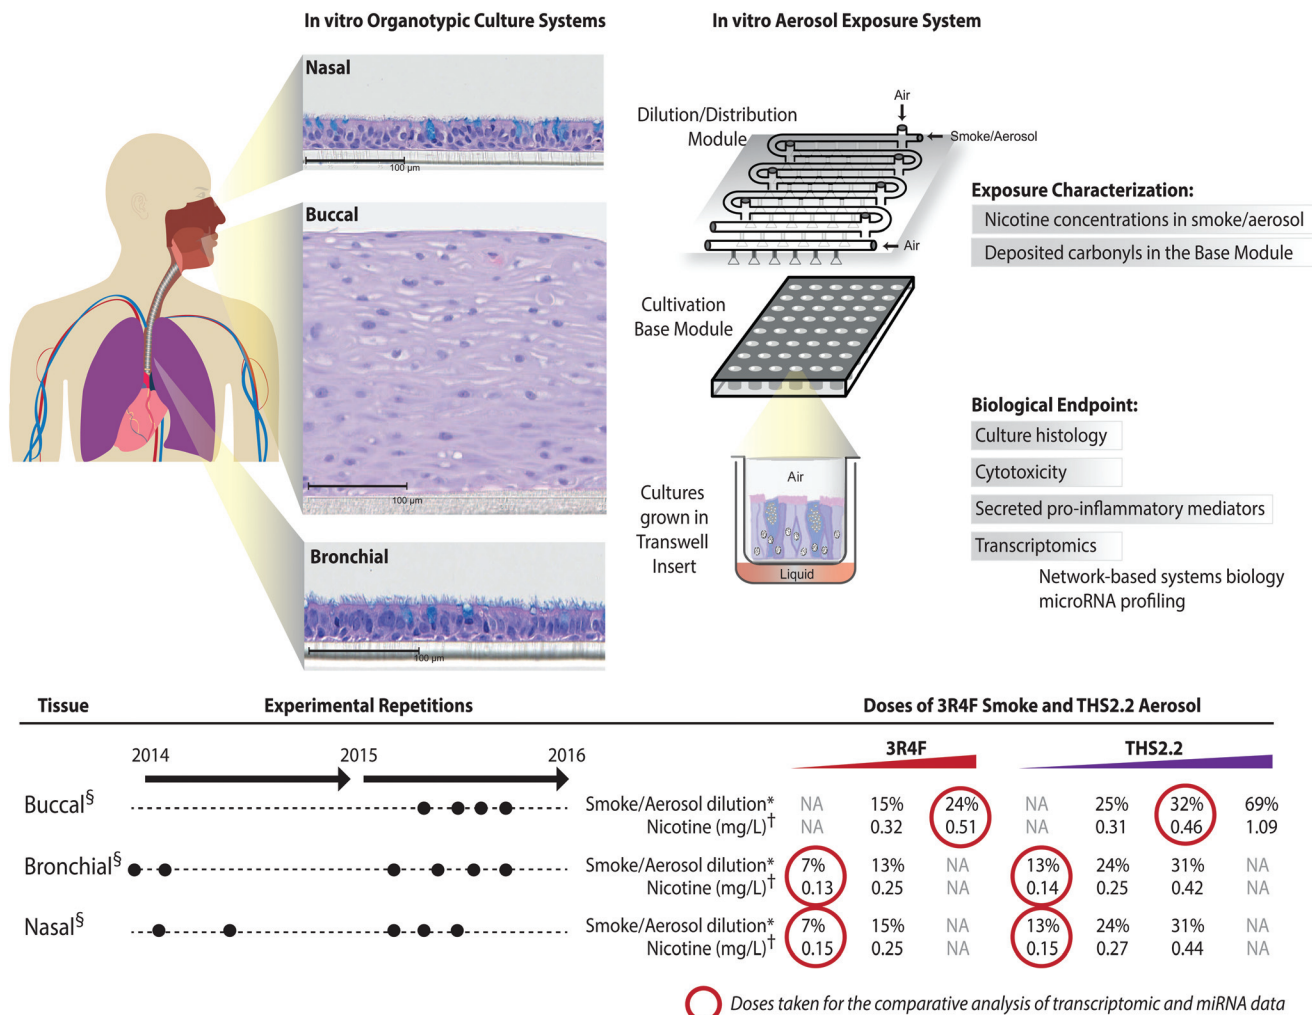 In vitro Organotypic Culture Systems
In vitro Aerosol Exposure System
Nasal
100 µm
Buccal
100 µm
Bronchial
100 µm
Dilution/Distribution
Module
Air
Smoke/Aerosol
Air
Cultivation
Base Module
Cultures
grown in
Transwell
Insert
Air
Liquid
Exposure Characterization:
Nicotine concentrations in smoke/aerosol
Deposited carbonyls in the Base Module
Biological Endpoint:
Culture histology
Cytotoxicity
Secreted pro-inflammatory mediators
Transcriptomics
Network-based systems biology
microRNA profiling
Tissue Experimental Repetitions Doses of 3R4F Smoke and THS2.2 Aerosol
2014 2015 2016 3R4F THS2.2
Buccal§
Smoke/Aerosol dilution* NA 15% 24% NA 25% 32% 69%
Nicotine (mg/L)† NA 0.32 0.51 NA 0.31 0.46 1.09
Bronchial§
Smoke/Aerosol dilution* 7% 13% NA 13% 24% 31% NA
Nicotine (mg/L)† 0.13 0.25 NA 0.14 0.25 0.42 NA
Nasal§
Smoke/Aerosol dilution* 7% 15% NA 13% 24% 31% NA
Nicotine (mg/L)† 0.15 0.25 NA 0.15 0.27 0.44 NA
Doses taken for the comparative analysis of transcriptomic and miRNA data